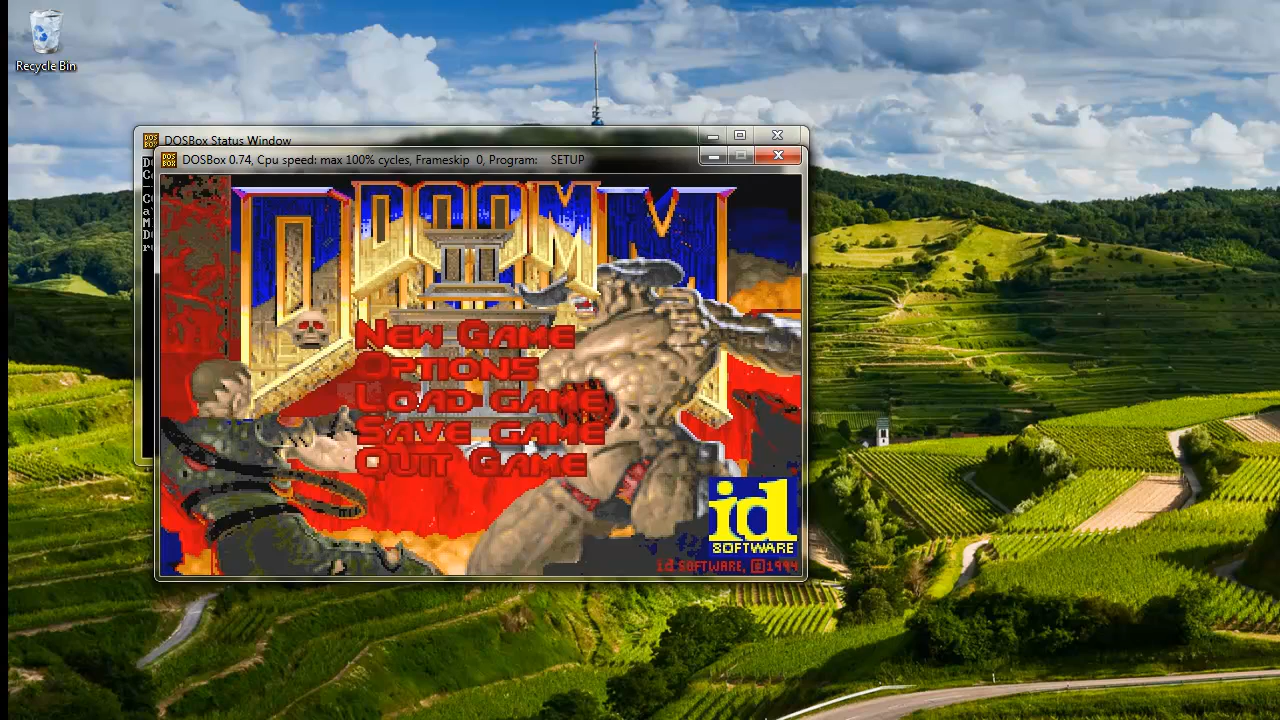 Recycle Bin
DOSBox Status Window
DOSBox 0.74, Cpu speed: max 100% cycles, Frameskip 0, Program: SETUP
DOOM
II
New Game
Options
Load Game
Save Game
Quit Game
id
SOFTWARE
id SOFTWARE, ©1994